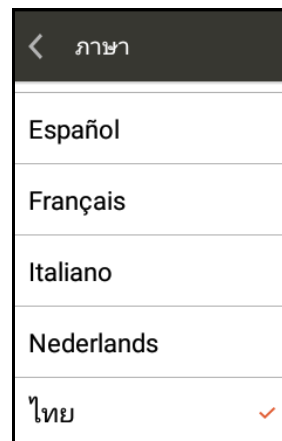 ภาษา
Español
Français
Italiano
Nederlands
ไทย